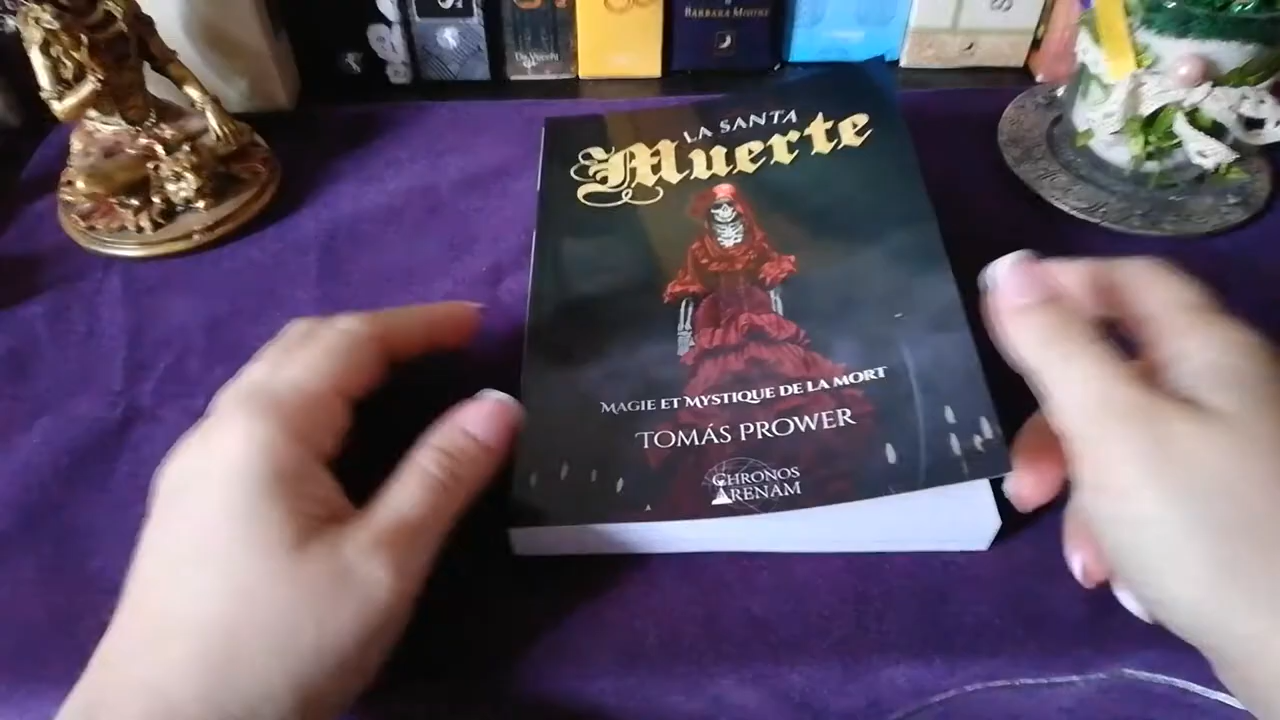 BARBARA MOORE
LA SANTA
Muerte
MAGIE ET MYSTIQUE DE LA MORT
TOMÁS PROWER
CHRONOS
ARENAM